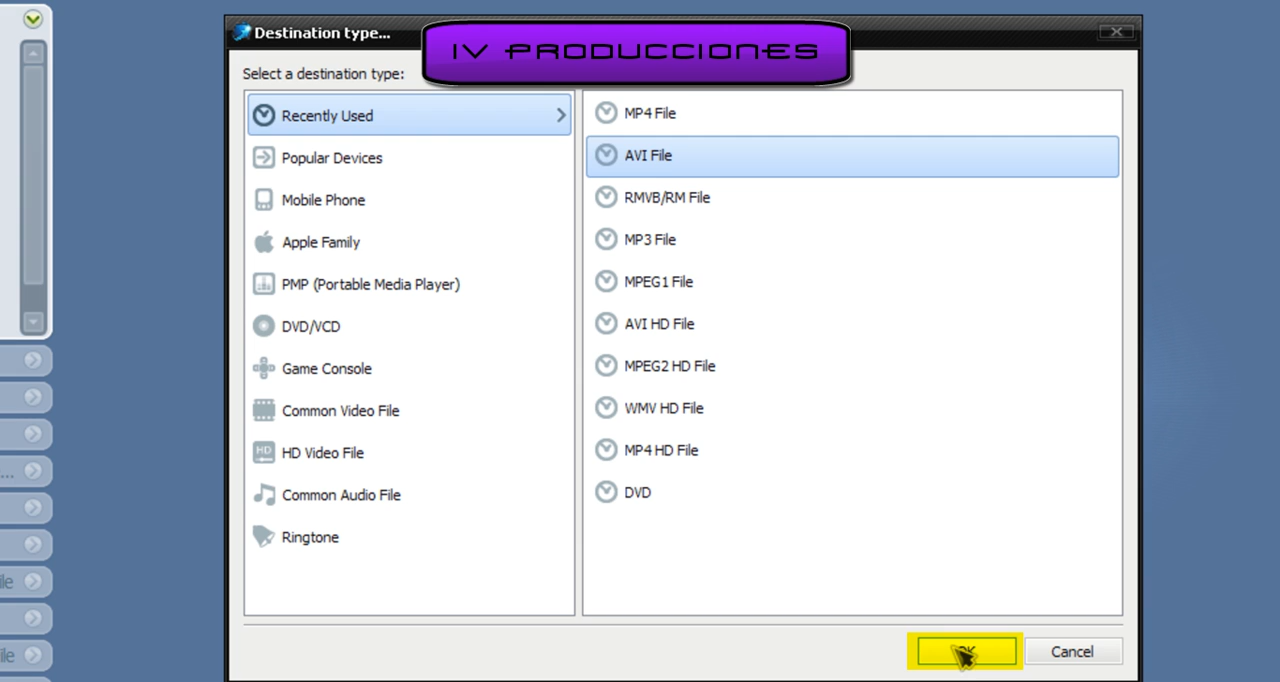 Destination type...
IV PRODUCCIONES
Select a destination type:
Recently Used
Popular Devices
Mobile Phone
Apple Family
PMP (Portable Media Player)
DVD/VCD
Game Console
Common Video File
HD Video File
Common Audio File
Ringtone
MP4 File
AVI File
RMVB/RM File
MP3 File
MPEG1 File
AVI HD File
MPEG2 HD File
WMV HD File
MP4 HD File
DVD
Cancel